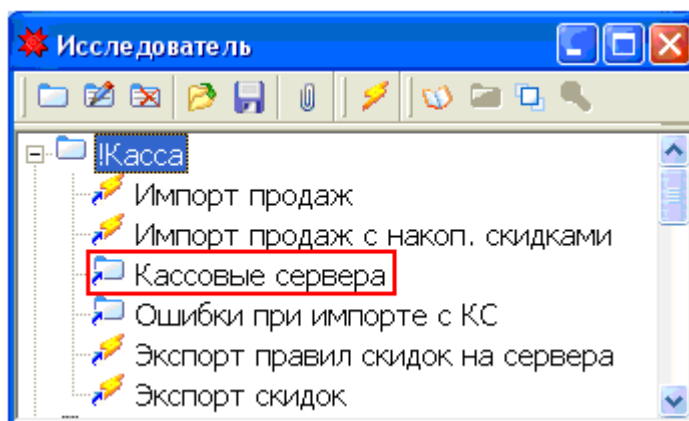 Исследователь
!Касса
Импорт продаж
Импорт продаж с накоп. скидками
Кассовые сервера
Ошибки при импорте с КС
Экспорт правил скидок на сервера
Экспорт скидок